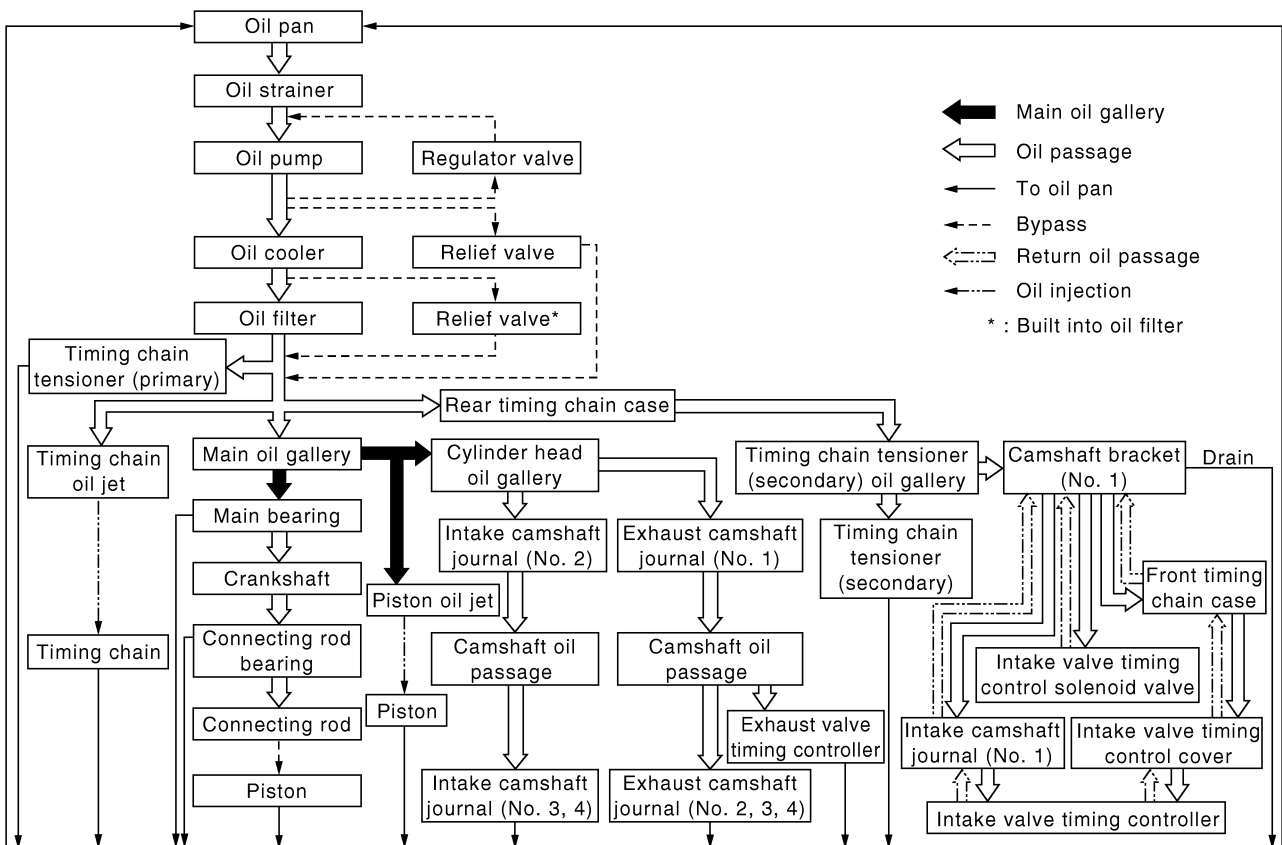 Oil pan
Oil strainer
Main oil gallery
Oil pump
Regulator valve
Oil passage
To oil pan
Bypass
Oil cooler
Relief valve
Return oil passage
Oil injection
Oil filter
Relief valve*
* : Built into oil filter
Timing chain
tensioner (primary)
Rear timing chain case
Timing chain
oil jet
Main oil gallery
Cylinder head
oil gallery
Timing chain tensioner
(secondary) oil gallery
Camshaft bracket
(No. 1)
Drain
Main bearing
Intake camshaft
journal (No. 2)
Exhaust camshaft
journal (No. 1)
Timing chain
tensioner
(secondary)
Crankshaft
Piston oil jet
Front timing
chain case
Timing chain
Connecting rod
bearing
Camshaft oil
passage
Camshaft oil
passage
Intake valve timing
control solenoid valve
Connecting rod
Piston
Exhaust valve
timing controller
Intake camshaft
journal (No. 1)
Intake valve timing
control cover
Piston
Intake camshaft
journal (No. 3, 4)
Exhaust camshaft
journal (No. 2, 3, 4)
Intake valve timing controller